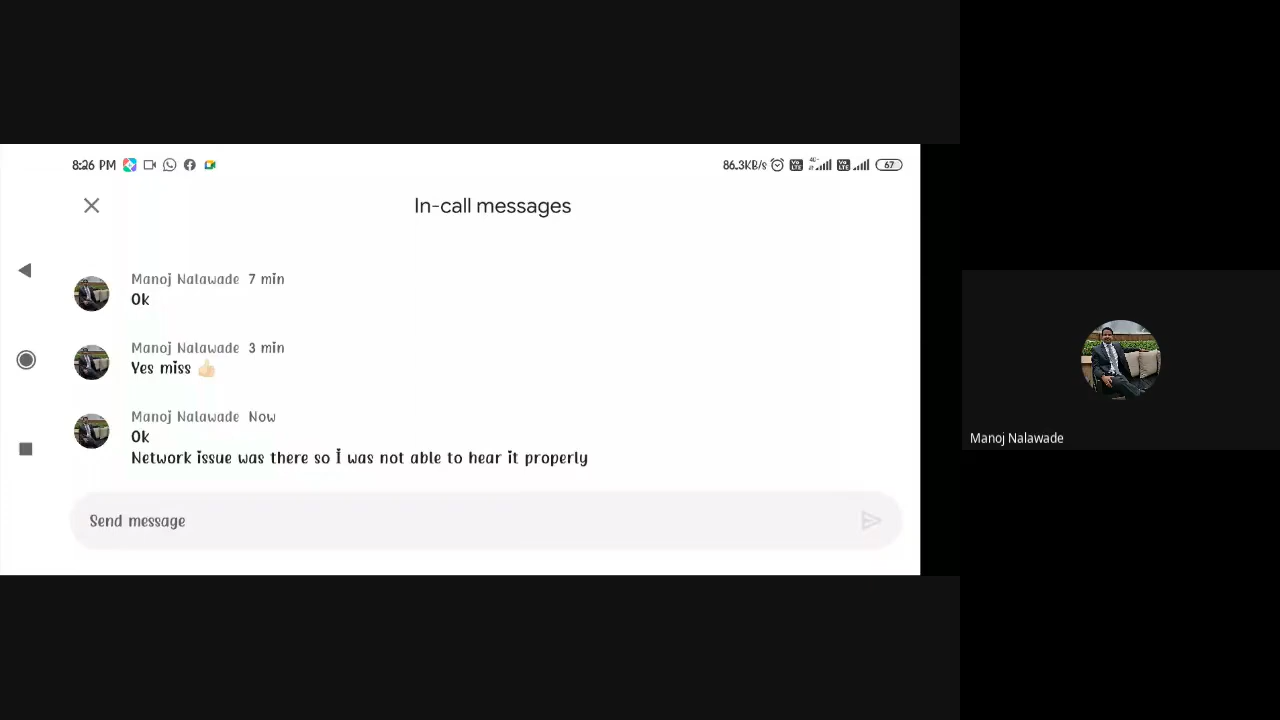 8:26 PM
86.3KB/s
4G
67
In-call messages
Manoj Nalawade 7 min
Ok
Manoj Nalawade 3 min
Yes miss 👍🏻
Manoj Nalawade Now
Ok
Network issue was there so I was not able to hear it properly
Send message
Manoj Nalawade